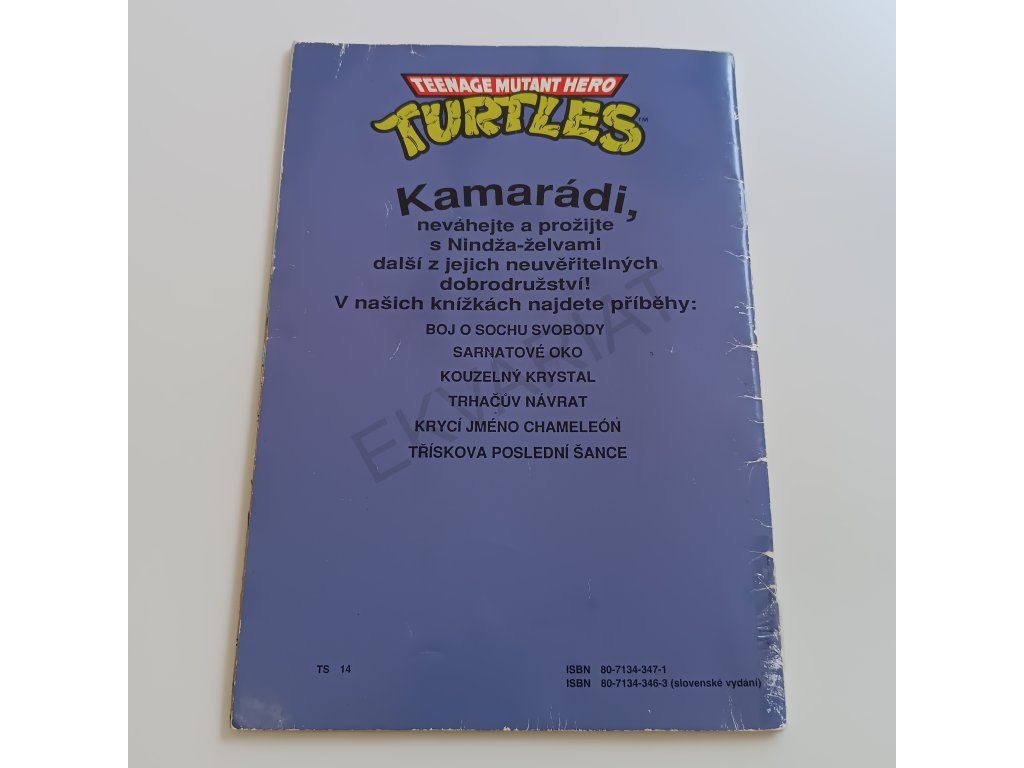 TEENAGE MUTANT HERO
TURTLES™
Kamarádi,
neváhejte a prožijte
s Nindža-želvami
další z jejich neuvěřitelných
dobrodružství!
V našich knížkách najdete příběhy:
BOJ O SOCHU SVOBODY
SARNATOVÉ OKO
KOUZELNÝ KRYSTAL
TRHAČŮV NÁVRAT
KRYCÍ JMÉNO CHAMELEÓN
TŘÍSKOVA POSLEDNÍ ŠANCE
EKVARIAT
TS 14
ISBN 80-7134-347-1
ISBN 80-7134-346-3 (slovenské vydání)